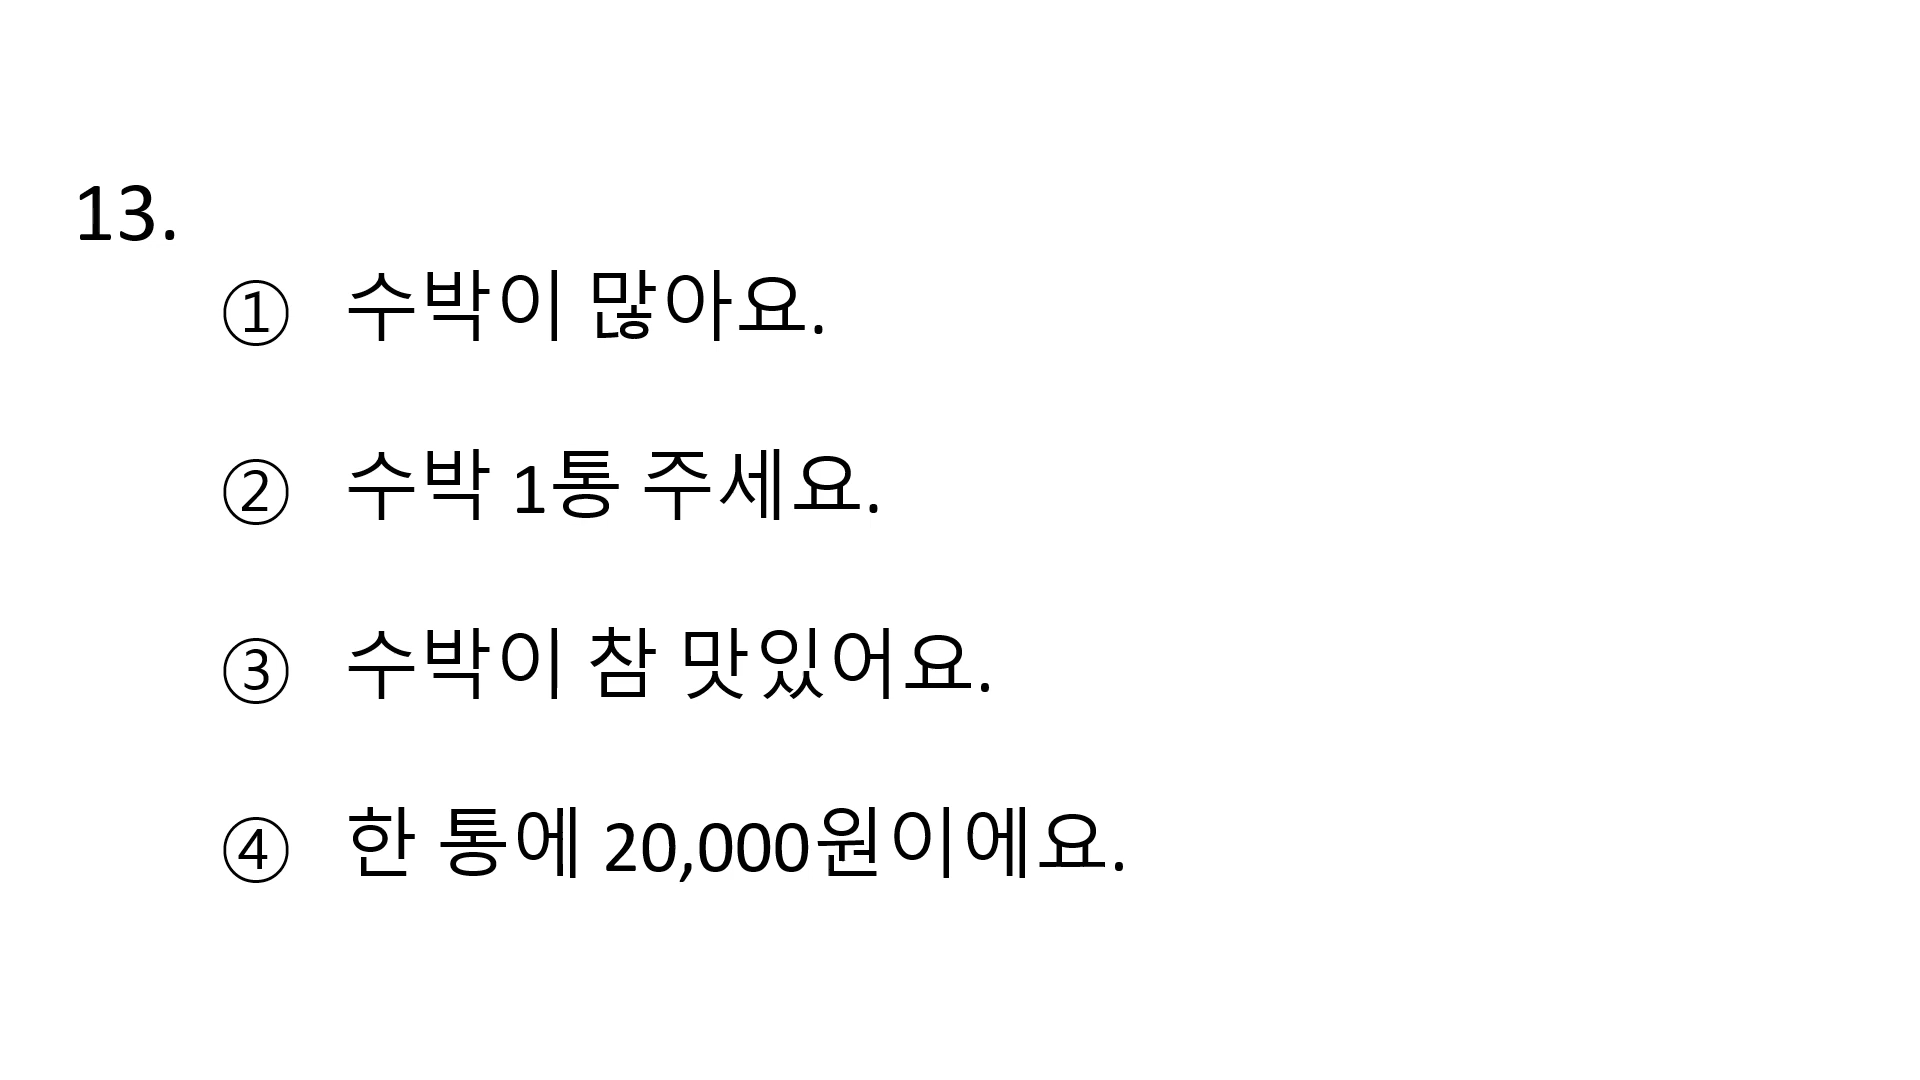 13.
① 수박이 많아요.
② 수박 1통 주세요.
③ 수박이 참 맛있어요.
④ 한 통에 20,000원이에요.